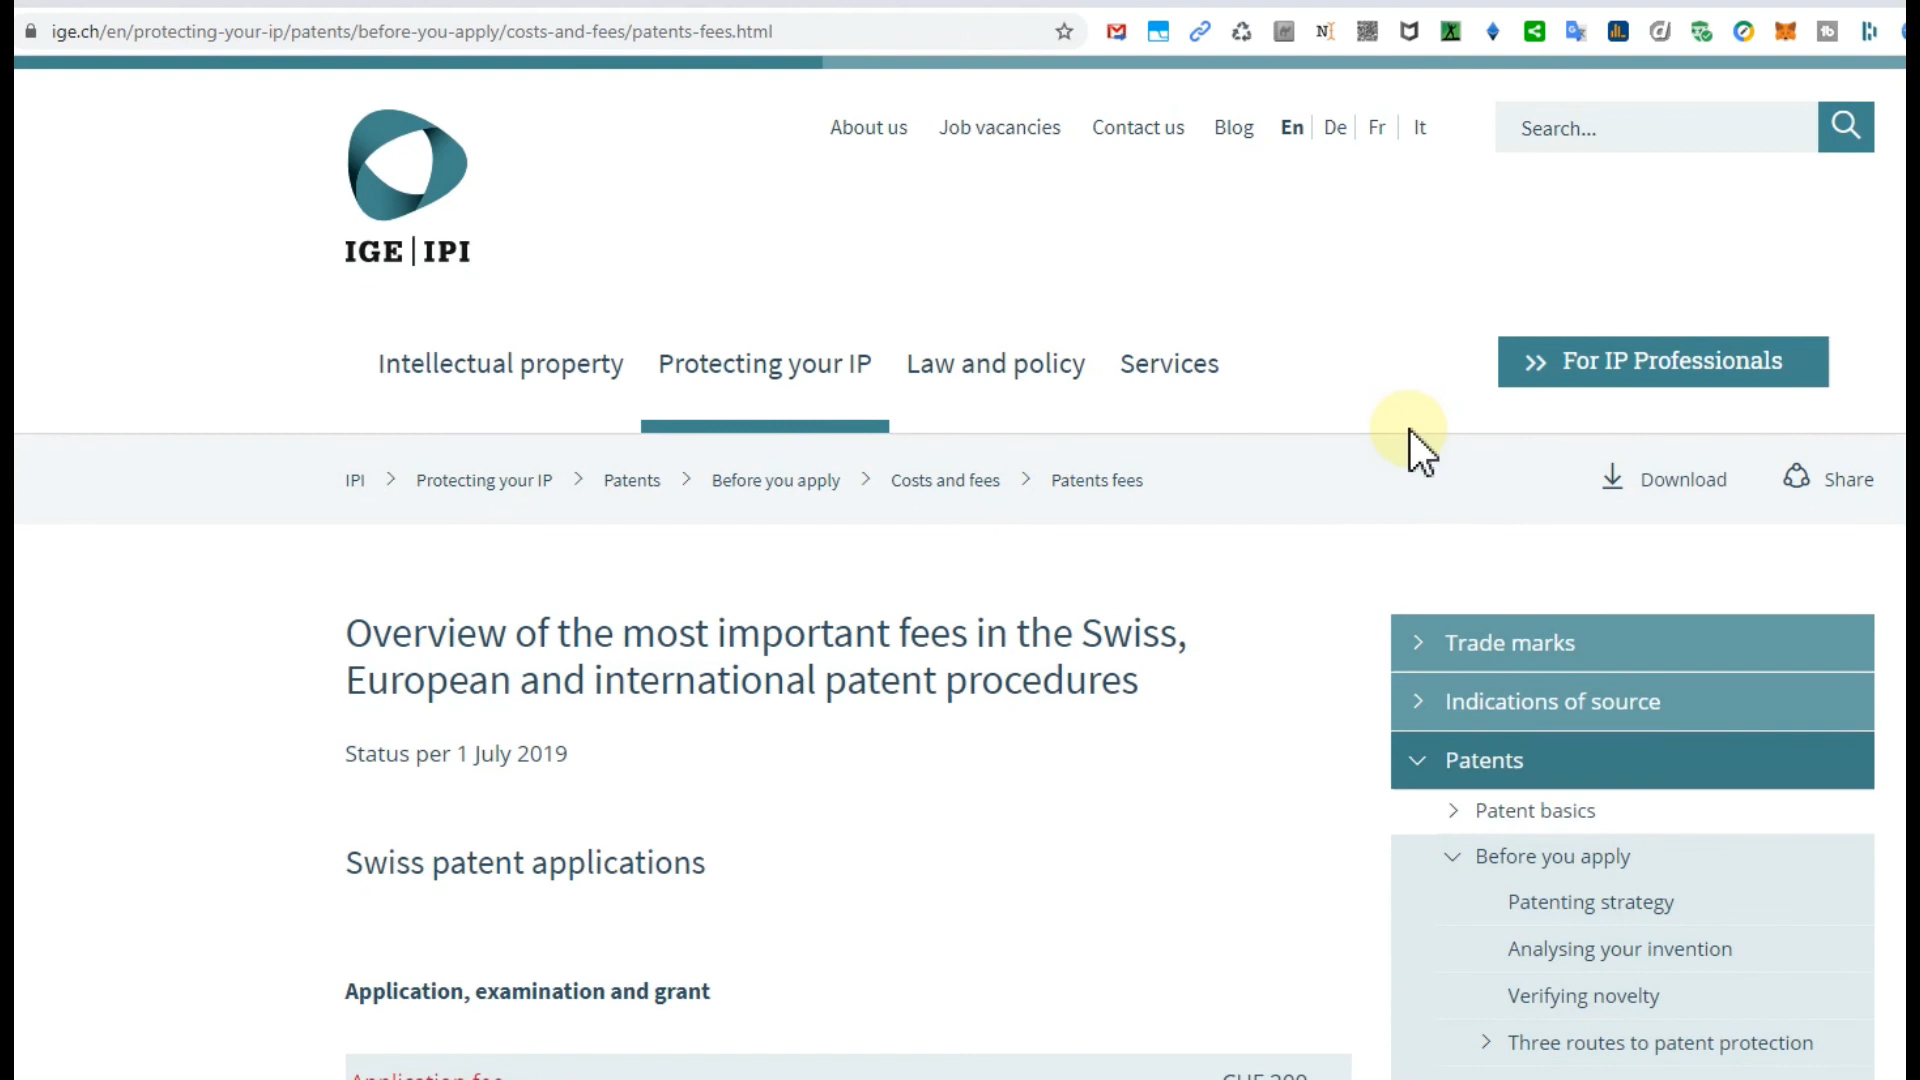 ige.ch/en/protecting-your-ip/patents/before-you-apply/costs-and-fees/patents-fees.html
About us Job vacancies Contact us Blog En De Fr It Search...
IGE|IPI
Intellectual property Protecting your IP Law and policy Services >> For IP Professionals
IPI > Protecting your IP > Patents > Before you apply > Costs and fees > Patents fees Download Share
Overview of the most important fees in the Swiss,
European and international patent procedures
Status per 1 July 2019
Swiss patent applications
Application, examination and grant
Trade marks
Indications of source
Patents
Patent basics
Before you apply
Patenting strategy
Analysing your invention
Verifying novelty
Three routes to patent protection